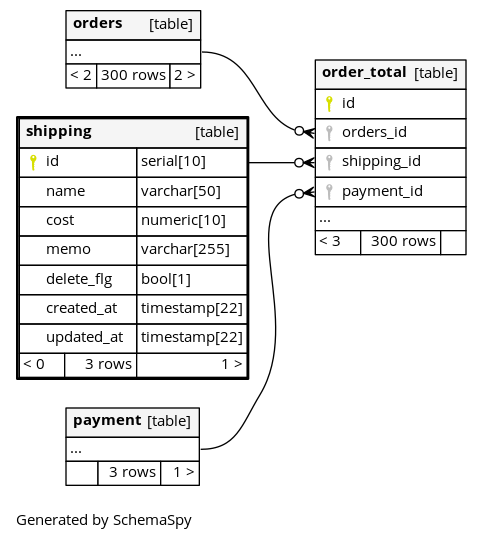 orders [table]
...
< 2 300 rows 2 >
order_total [table]
id
orders_id
shipping_id
payment_id
...
< 3 300 rows
shipping [table]
id serial[10]
name varchar[50]
cost numeric[10]
memo varchar[255]
delete_flg bool[1]
created_at timestamp[22]
updated_at timestamp[22]
< 0 3 rows 1 >
payment [table]
...
3 rows 1 >
Generated by SchemaSpy